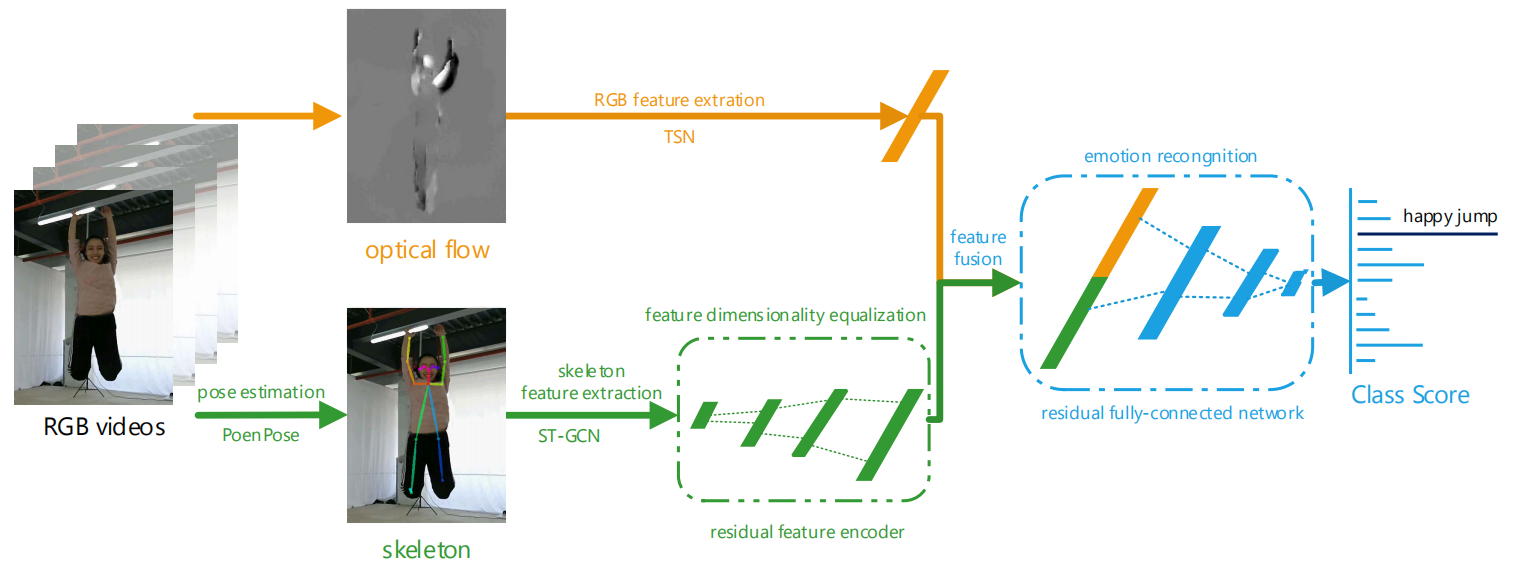 RGB feature extration
TSN
optical flow
emotion recongnition
happy jump
feature
fusion
feature dimensionality equalization
skeleton
feature extraction
ST-GCN
pose estimation
PoenPose
RGB videos
residual fully-connected network
Class Score
residual feature encoder
skeleton